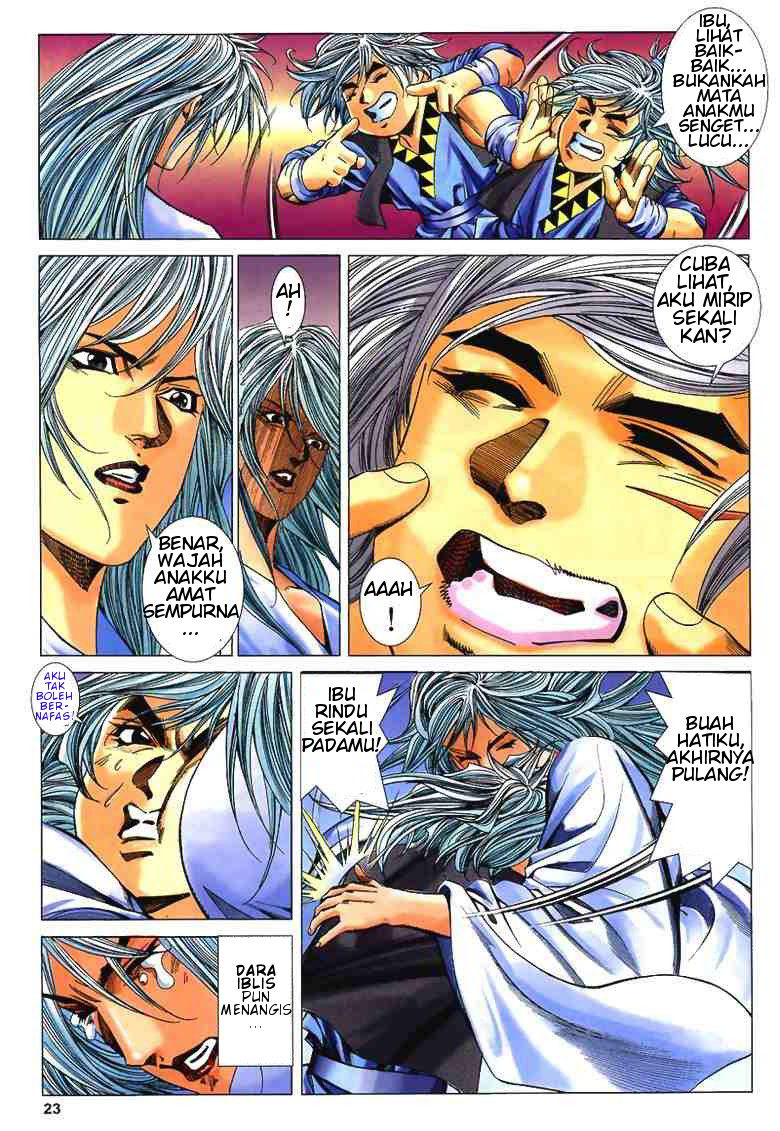 IBU,
LIHAT
BAIK-
BAIK...
BUKANKAH
MATA
ANAKMU
SENGET...
LUCU...
AH
!
CUBA
LIHAT,
AKU MIRIP
SEKALI
KAN?
BENAR,
WAJAH
ANAKKU
AMAT
SEMPURNA
...
AAAH
!
AKU
TAK
BOLEH
BER-
NAFAS!
IBU
RINDU
SEKALI
PADAMU!
BUAH
HATIKU,
AKHIRNYA
PULANG!
DARA
IBLIS
PUN
MENANGIS
...
23